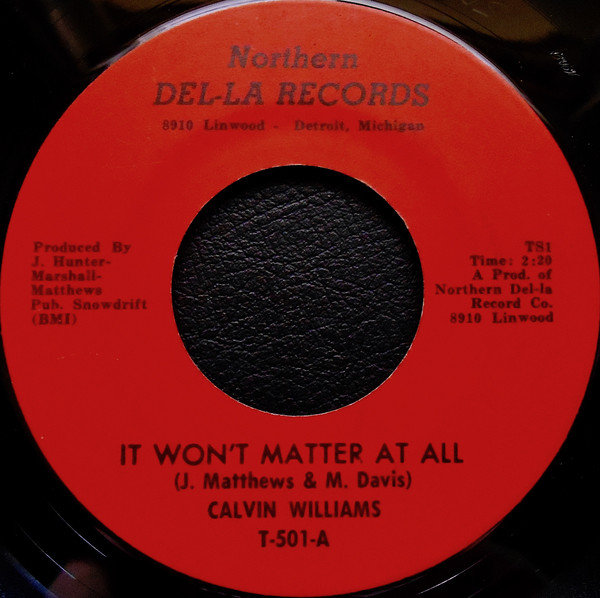 Northern
DEL-LA RECORDS
8910 Linwood - Detroit, Michigan
Produced By
J. Hunter-
Marshall-
Matthews
Pub. Snowdrift
(BMI)
TS1
Time: 2:20
A Prod. of
Northern Del-la
Record Co.
8910 Linwood
IT WON'T MATTER AT ALL
(J. Matthews & M. Davis)
CALVIN WILLIAMS
T-501-A